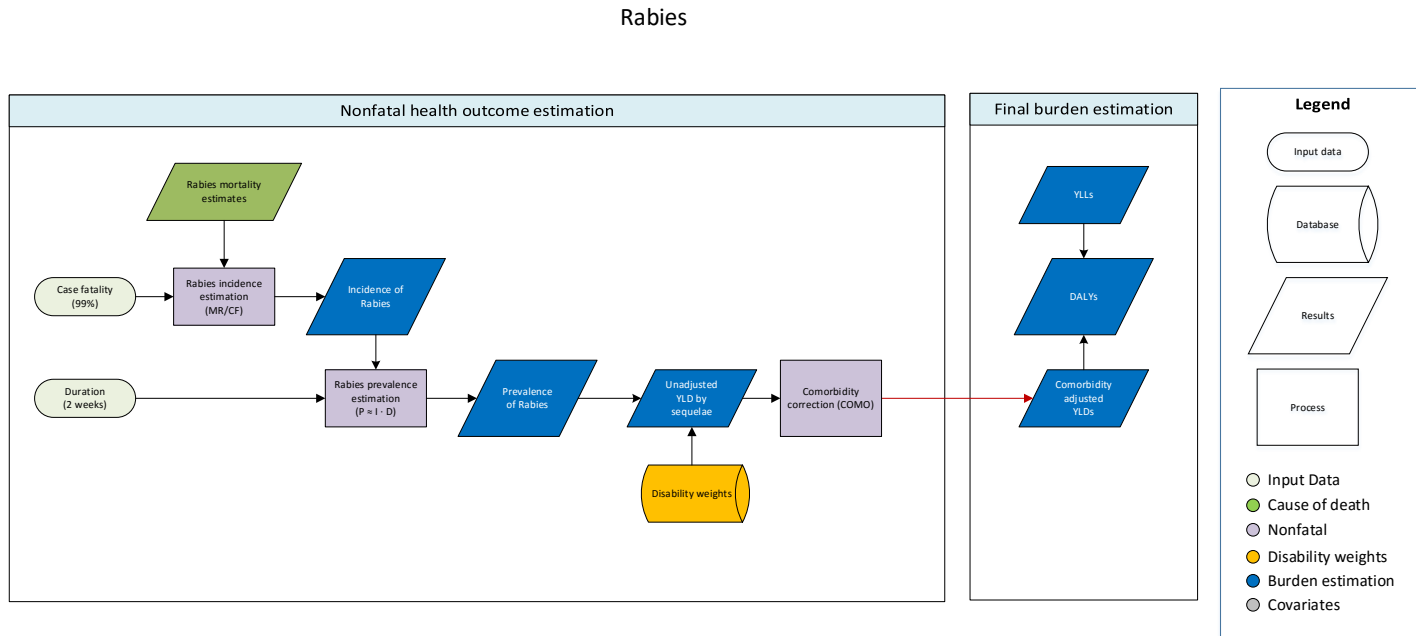 Rabies
Nonfatal health outcome estimation
Final burden estimation
Legend
Rabies mortality
estimates
Case fatality
(99%)
Rabies incidence
estimation
(MR/CF)
Incidence of
Rabies
Duration
(2 weeks)
Rabies prevalence
estimation
(P ≈ I · D)
Prevalence
of Rabies
Unadjusted
YLD by
sequelae
Comorbidity
correction (COMO)
Disability weights
YLLs
DALYs
Comorbidity
adjusted
YLDs
Input data
Database
Results
Process
Input Data
Cause of death
Nonfatal
Disability weights
Burden estimation
Covariates